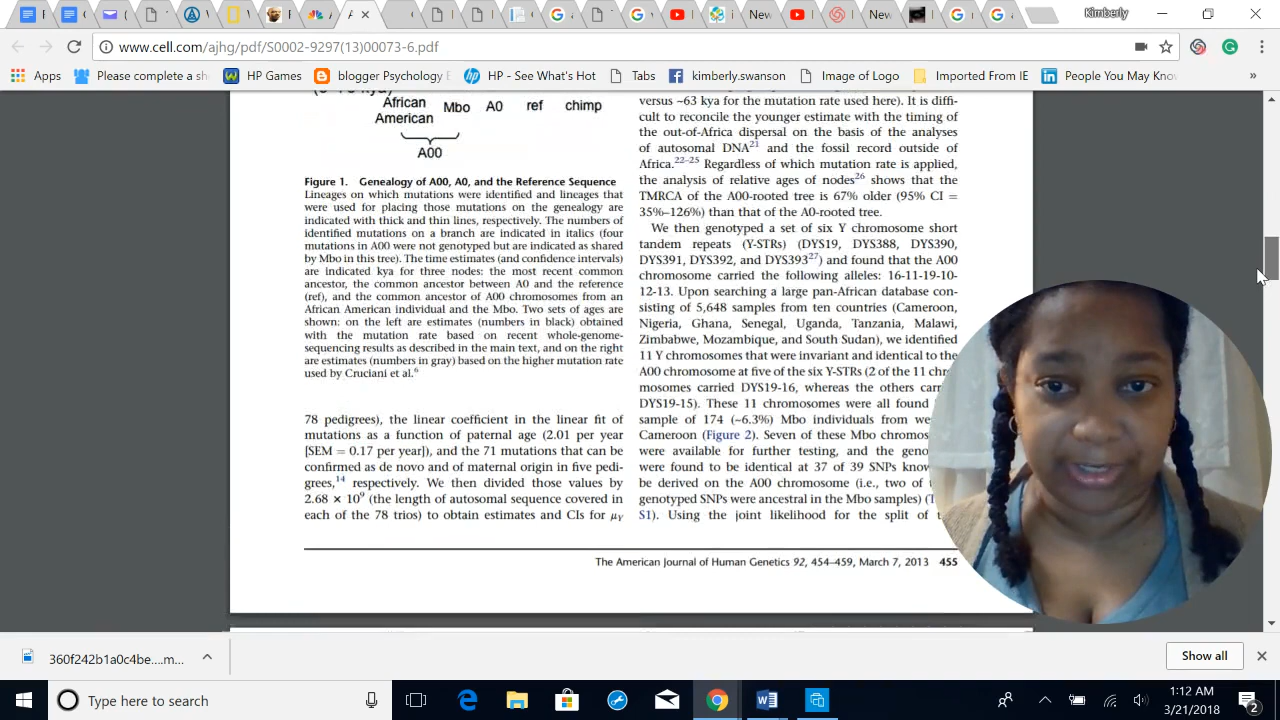 Kimberly
www.cell.com/ajhg/pdf/S0002-9297(13)00073-6.pdf
Apps Please complete a sh HP Games blogger Psychology HP - See What's Hot Tabs kimberly.swanson Image of Logo Imported From IE People You May Know »
African
American Mbo A0 ref chimp
A00
Figure 1. Genealogy of A00, A0, and the Reference Sequence
Lineages on which mutations were identified and lineages that
were used for placing those mutations on the genealogy are
indicated with thick and thin lines, respectively. The numbers of
identified mutations on a branch are indicated in italics (four
mutations in A00 were not genotyped but are indicated as shared
by Mbo in this tree). The time estimates (and confidence intervals)
are indicated kya for three nodes: the most recent common
ancestor, the common ancestor between A0 and the reference
(ref), and the common ancestor of A00 chromosomes from an
African American individual and the Mbo. Two sets of ages are
shown: on the left are estimates (numbers in black) obtained
with the mutation rate based on recent whole-genome-
sequencing results as described in the main text, and on the right
are estimates (numbers in gray) based on the higher mutation rate
used by Cruciani et al.6
78 pedigrees), the linear coefficient in the linear fit of
mutations as a function of paternal age (2.01 per year
[SEM = 0.17 per year]), and the 71 mutations that can be
confirmed as de novo and of maternal origin in five pedi-
grees,14 respectively. We then divided those values by
2.68 × 10⁹ (the length of autosomal sequence covered in
each of the 78 trios) to obtain estimates and CIs for μY
versus ~63 kya for the mutation rate used here). It is diffi-
cult to reconcile the younger estimate with the timing of
the out-of-Africa dispersal on the basis of the analyses
of autosomal DNA21 and the fossil record outside of
Africa.22–25 Regardless of which mutation rate is applied,
the analysis of relative ages of nodes26 shows that the
TMRCA of the A00-rooted tree is 67% older (95% CI =
35%–126%) than that of the A0-rooted tree.
We then genotyped a set of six Y chromosome short
tandem repeats (Y-STRs) (DYS19, DYS388, DYS390,
DYS391, DYS392, and DYS39327) and found that the A00
chromosome carried the following alleles: 16-11-19-10-
12-13. Upon searching a large pan-African database con-
sisting of 5,648 samples from ten countries (Cameroon,
Nigeria, Ghana, Senegal, Uganda, Tanzania, Malawi,
Zimbabwe, Mozambique, and South Sudan), we identified
11 Y chromosomes that were invariant and identical to the
A00 chromosome at five of the six Y-STRs (2 of the 11 chro
mosomes carried DYS19-16, whereas the others carri
DYS19-15). These 11 chromosomes were all found
sample of 174 (~6.3%) Mbo individuals from we
Cameroon (Figure 2). Seven of these Mbo chromos
were available for further testing, and the geno
were found to be identical at 37 of 39 SNPs know
be derived on the A00 chromosome (i.e., two of t
genotyped SNPs were ancestral in the Mbo samples) (T
S1). Using the joint likelihood for the split of
The American Journal of Human Genetics 92, 454–459, March 7, 2013 455
360f242b1a0c4be....m...
Show all
Type here to search
1:12 AM
3/21/2018
2